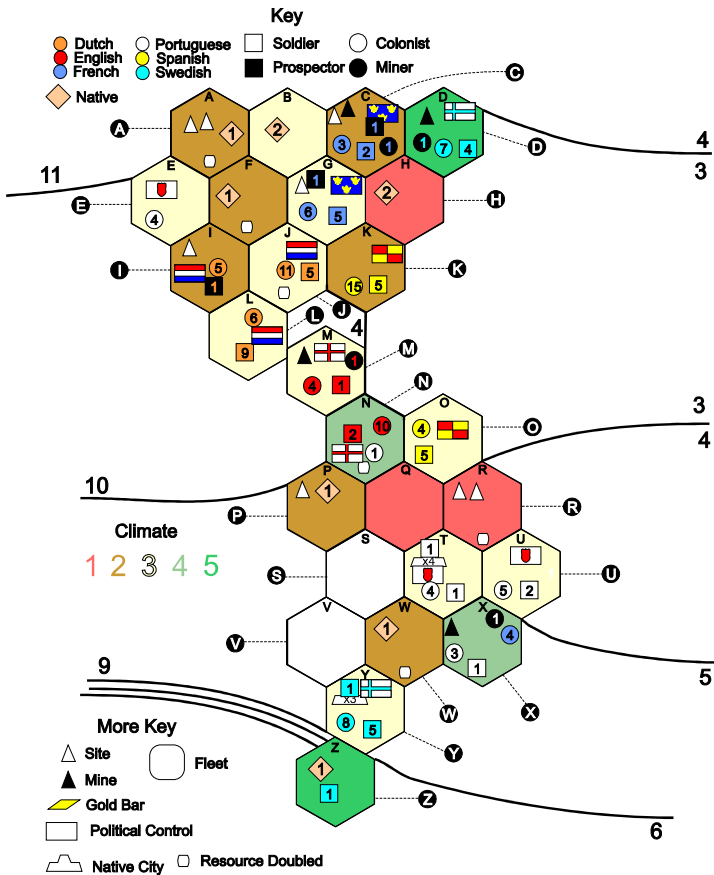 Key
Dutch
English
French
Portuguese
Spanish
Swedish
Soldier
Prospector
Colonist
Miner
Native
C
A
B
C
D
A
1
2
1
3
2
1
1
7
4
D
4
3
11
E
F
G
H
E
4
1
1
6
5
2
H
I
J
K
I
5
1
11
5
15
5
K
L
6
9
J
L
4
M
1
4
1
M
N
N
O
10
2
1
4
5
O
3
4
10
P
Q
R
1
P
R
Climate
1 2 3 4 5
S
T
U
S
1
x4
4
1
5
2
U
V
W
X
V
1
1
4
3
1
5
9
Y
W
X
1
x3
8
5
Y
More Key
Site
Mine
Gold Bar
Political Control
Native City
Fleet
Resource Doubled
Z
1
1
Z
6